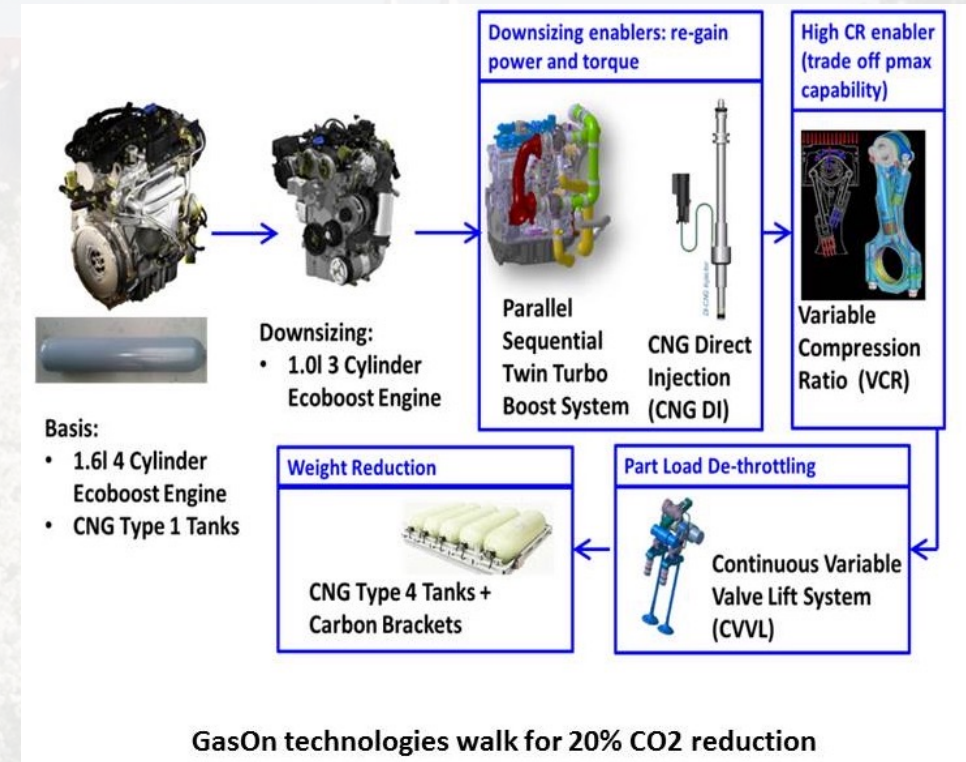 Downsizing enablers: re-gain
power and torque
High CR enabler
(trade off pmax
capability)
DI-CNG Injector
Parallel
Sequential
Twin Turbo
Boost System
CNG Direct
Injection
(CNG DI)
Variable
Compression
Ratio (VCR)
Downsizing:
• 1.0l 3 Cylinder
Ecoboost Engine
Basis:
• 1.6l 4 Cylinder
Ecoboost Engine
• CNG Type 1 Tanks
Weight Reduction
CNG Type 4 Tanks +
Carbon Brackets
Part Load De-throttling
Continuous Variable
Valve Lift System
(CVVL)
GasOn technologies walk for 20% CO2 reduction